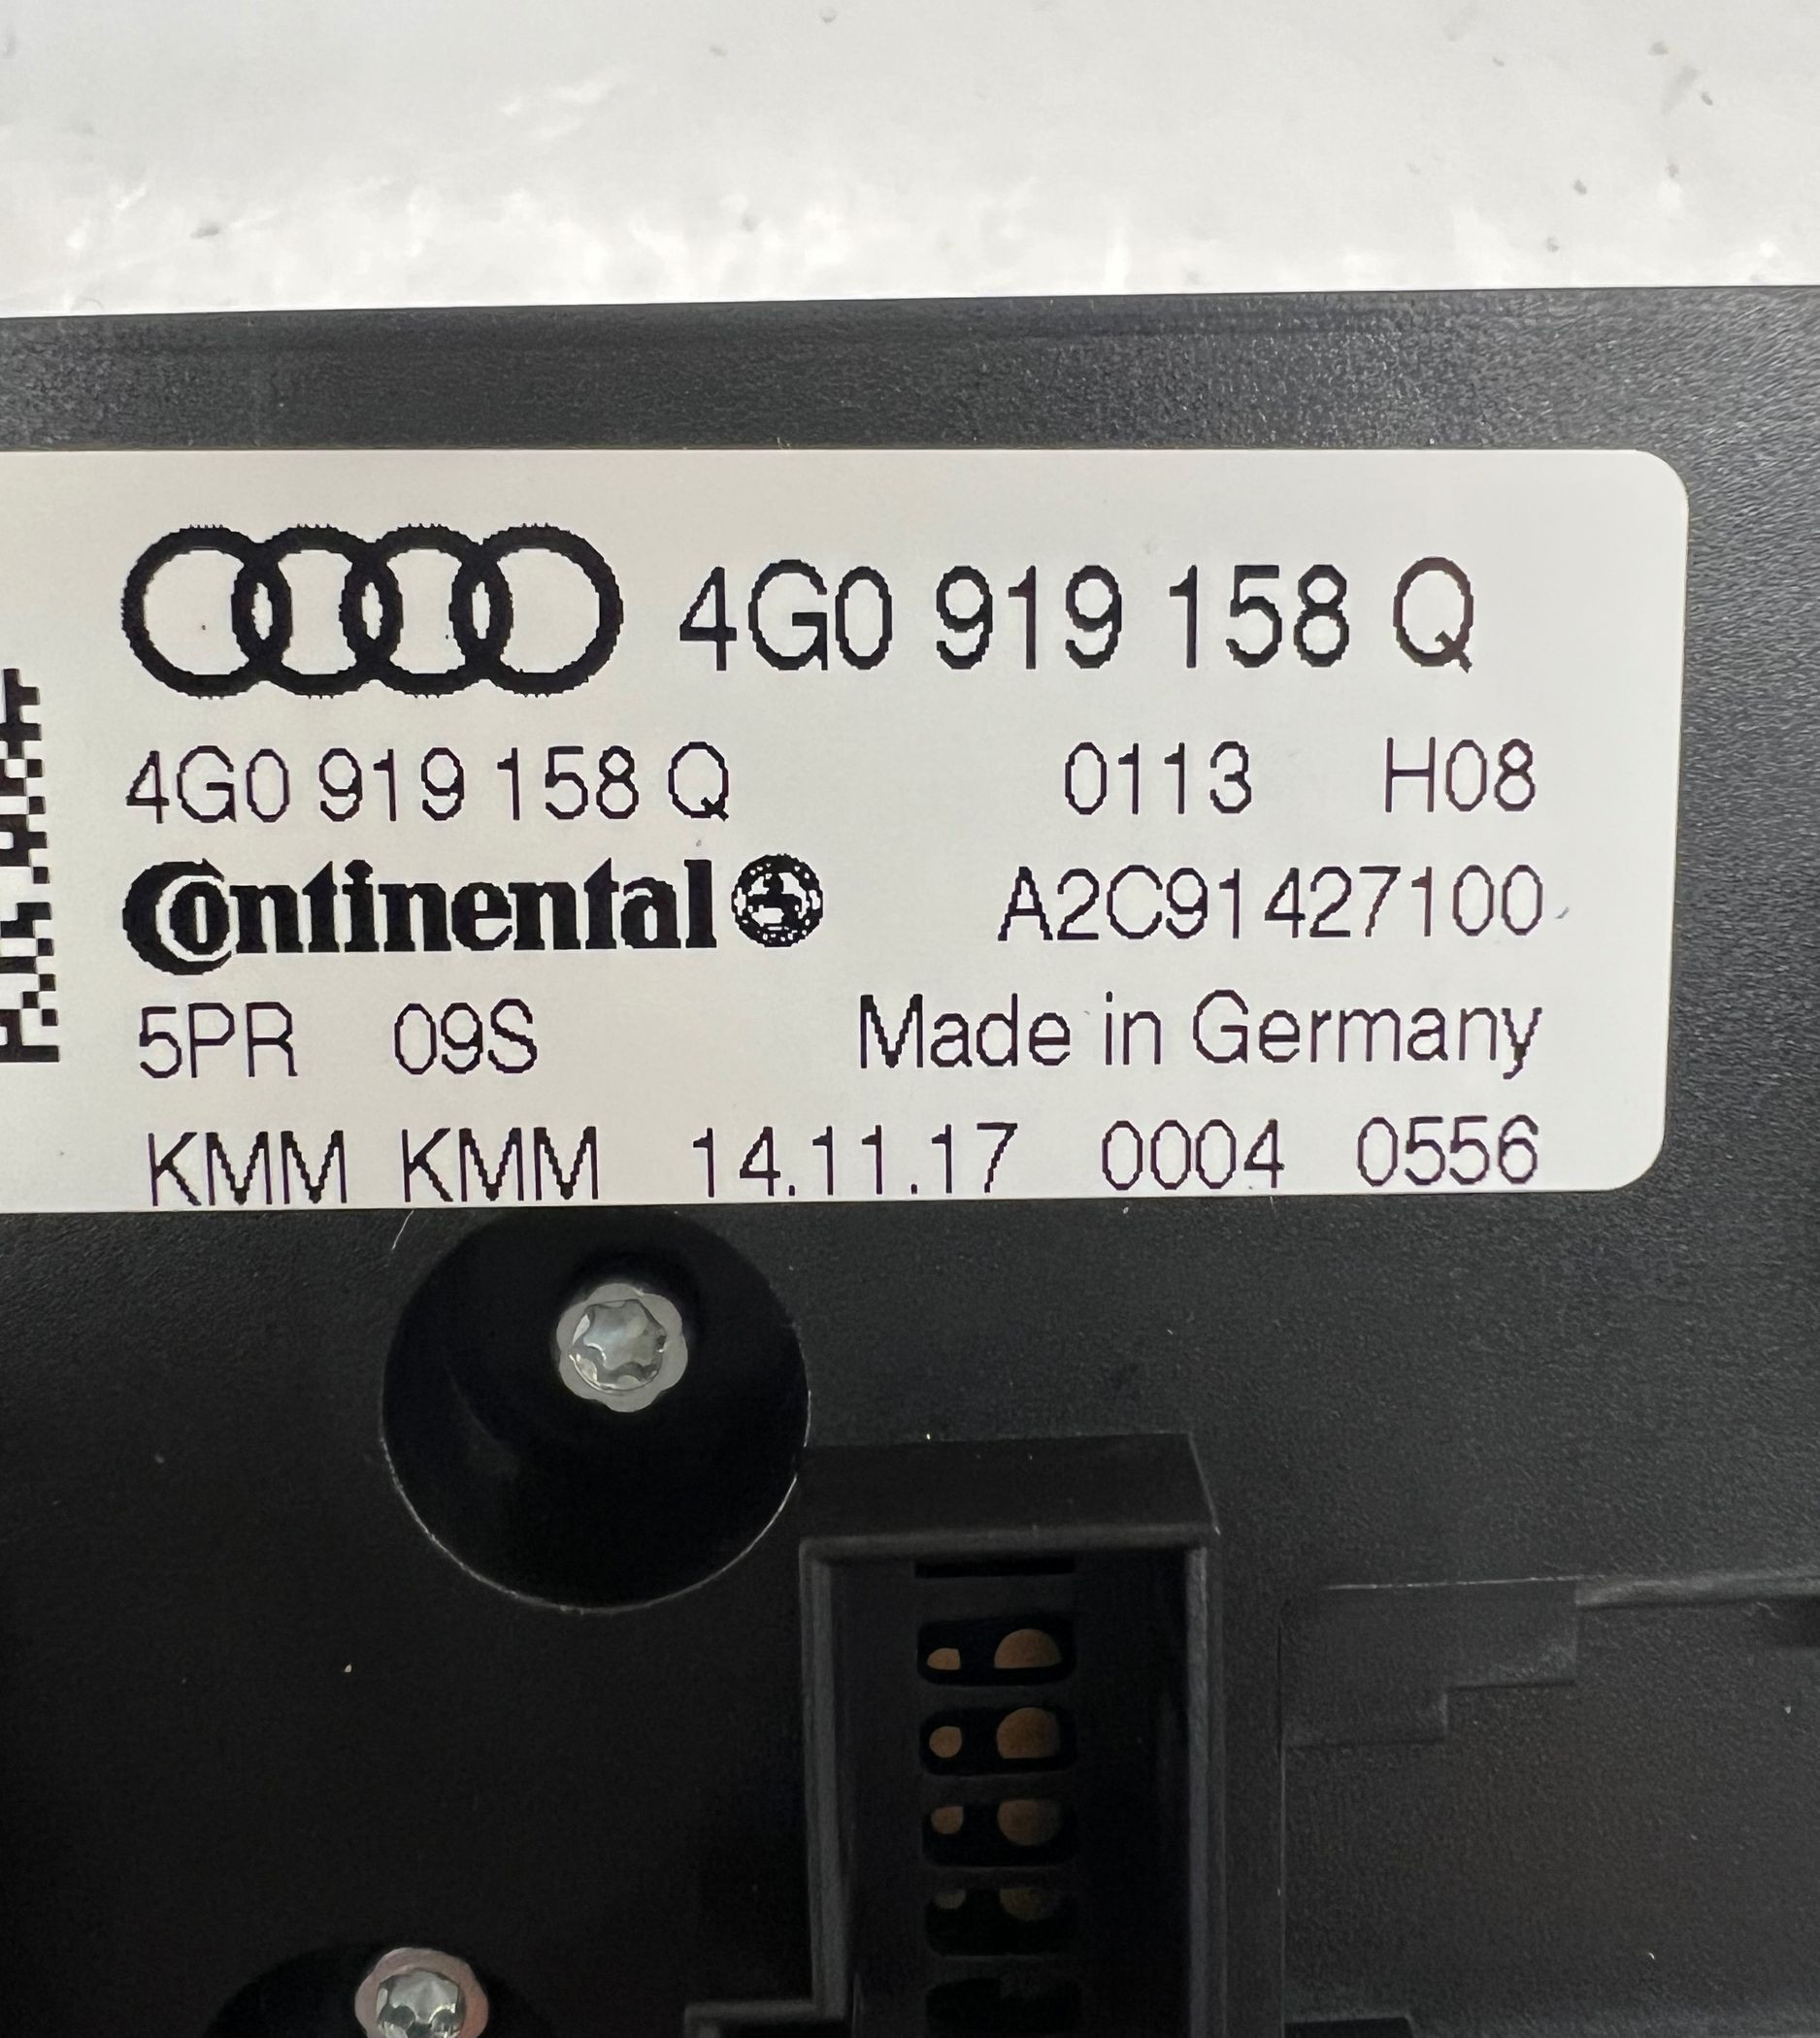 4G0 919 158 Q
4G0 919 158 Q 0113 H08
Continental A2C91427100
5PR 09S Made in Germany
KMM KMM 14.11.17 0004 0556